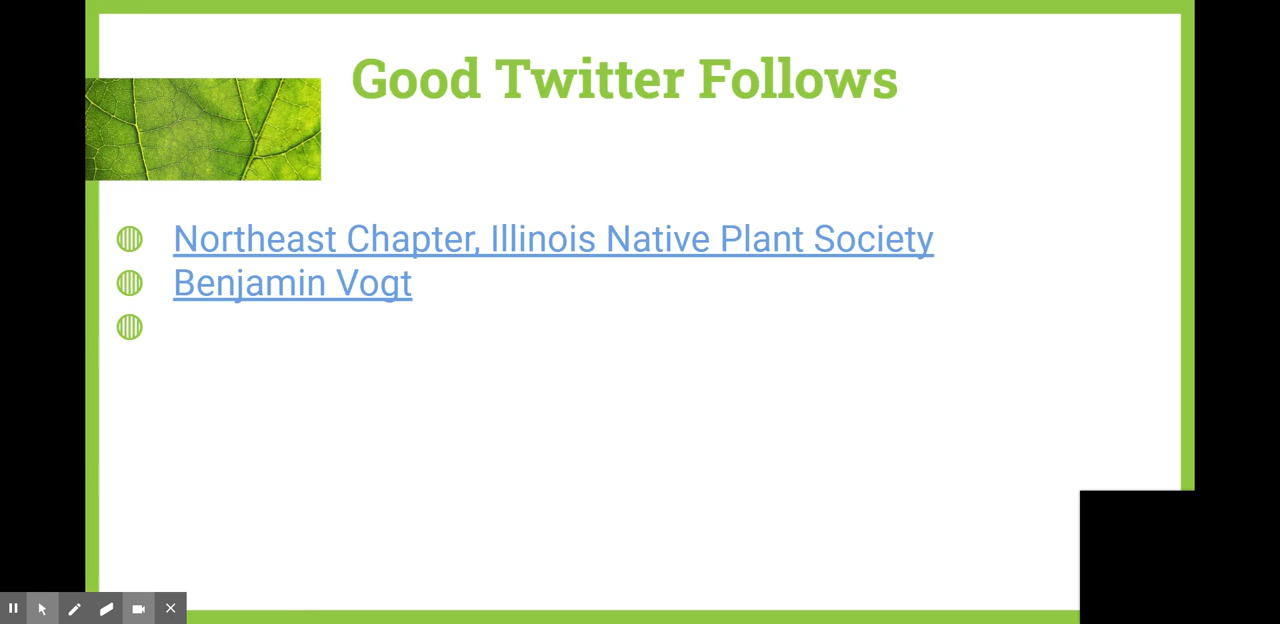 Good Twitter Follows
Northeast Chapter, Illinois Native Plant Society
Benjamin Vogt